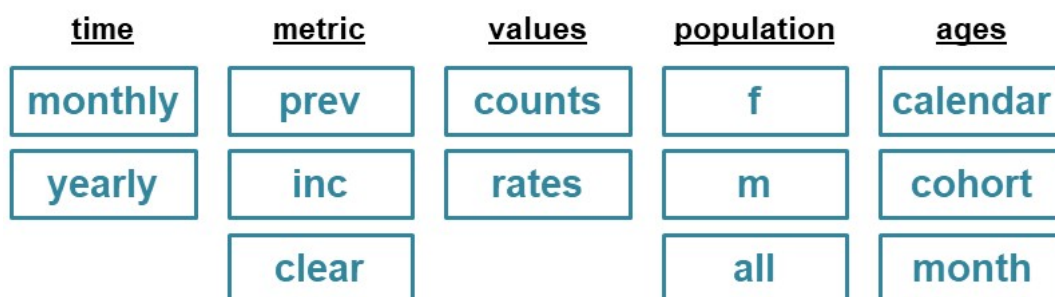 time metric values population ages
monthly prev counts f calendar
yearly inc rates m cohort
clear all month